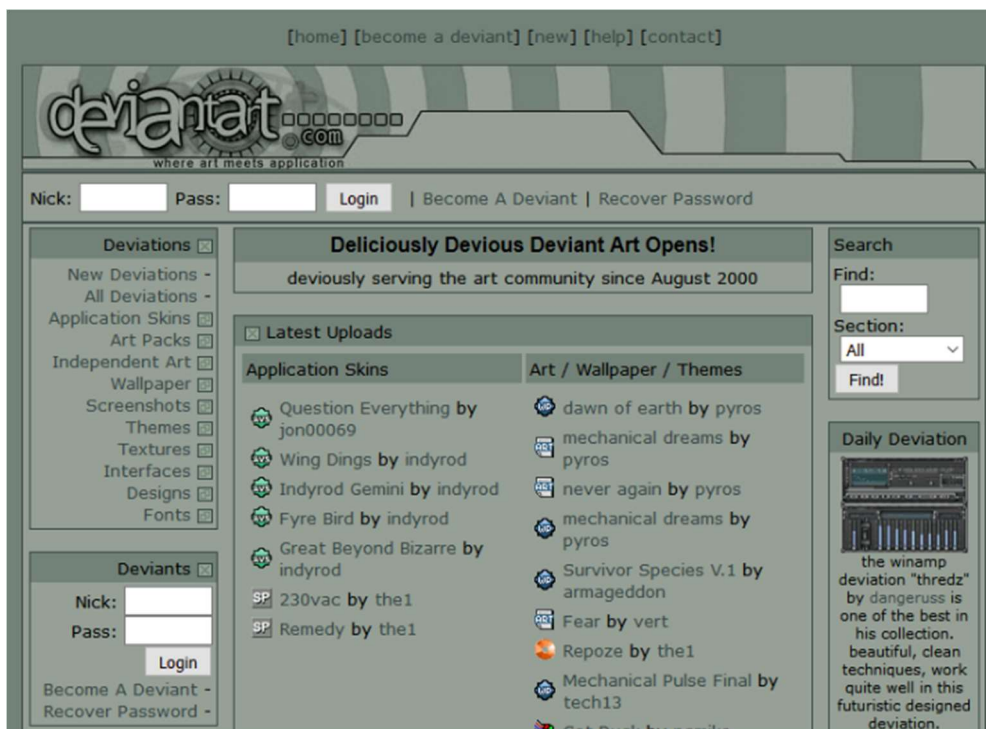 [home] [become a deviant] [new] [help] [contact]
deviantart
.com
where art meets application
Nick:
Pass:
Login
| Become A Deviant | Recover Password
Deviations
New Deviations -
All Deviations -
Application Skins
Art Packs
Independent Art
Wallpaper
Screenshots
Themes
Textures
Interfaces
Designs
Fonts
Deviants
Nick:
Pass:
Login
Become A Deviant -
Recover Password -
Deliciously Devious Deviant Art Opens!
deviously serving the art community since August 2000
Latest Uploads
Application Skins
Question Everything by
jon00069
Wing Dings by indyrod
Indyrod Gemini by indyrod
Fyre Bird by indyrod
Great Beyond Bizarre by
indyrod
SP 230vac by the1
SP Remedy by the1
Art / Wallpaper / Themes
dawn of earth by pyros
mechanical dreams by
pyros
never again by pyros
mechanical dreams by
pyros
Survivor Species V.1 by
armageddon
Fear by vert
Repoze by the1
Mechanical Pulse Final by
tech13
Search
Find:
Section:
All
Find!
Daily Deviation
the winamp
deviation "thredz"
by dangeruss is
one of the best in
his collection.
beautiful, clean
techniques, work
quite well in this
futuristic designed
deviation.